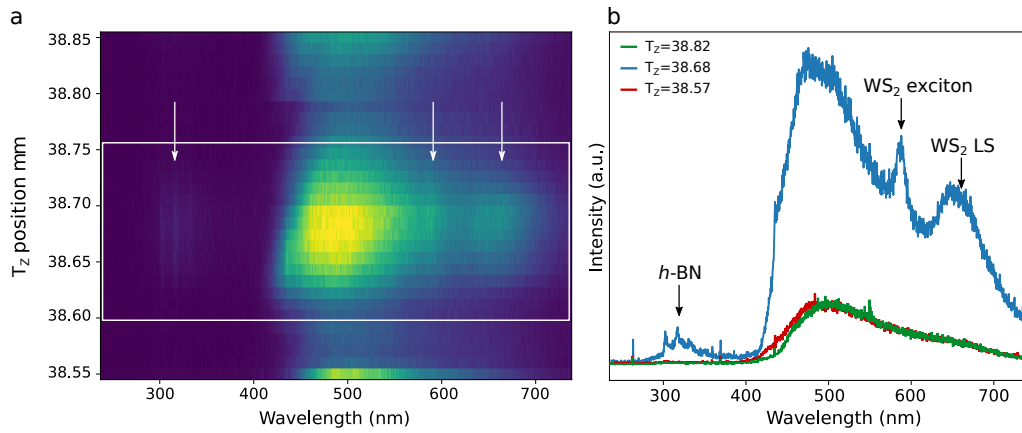 a
T_Z position mm
38.85
38.80
38.75
38.70
38.65
38.60
38.55
300
400
500
600
700
Wavelength (nm)
b
T_Z=38.82
T_Z=38.68
T_Z=38.57
WS₂ exciton
WS₂ LS
h-BN
Intensity (a.u.)
300
400
500
600
700
Wavelength (nm)